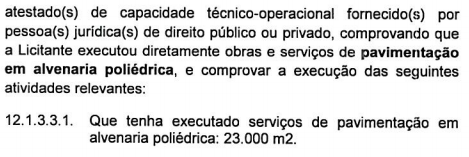 atestado(s) de capacidade técnico-operacional fornecido(s) por
pessoa(s) jurídica(s) de direito público ou privado, comprovando que
a Licitante executou diretamente obras e serviços de pavimentação
em alvenaria poliédrica, e comprovar a execução das seguintes
atividades relevantes:
12.1.3.3.1. Que tenha executado serviços de pavimentação em
alvenaria poliédrica: 23.000 m2.